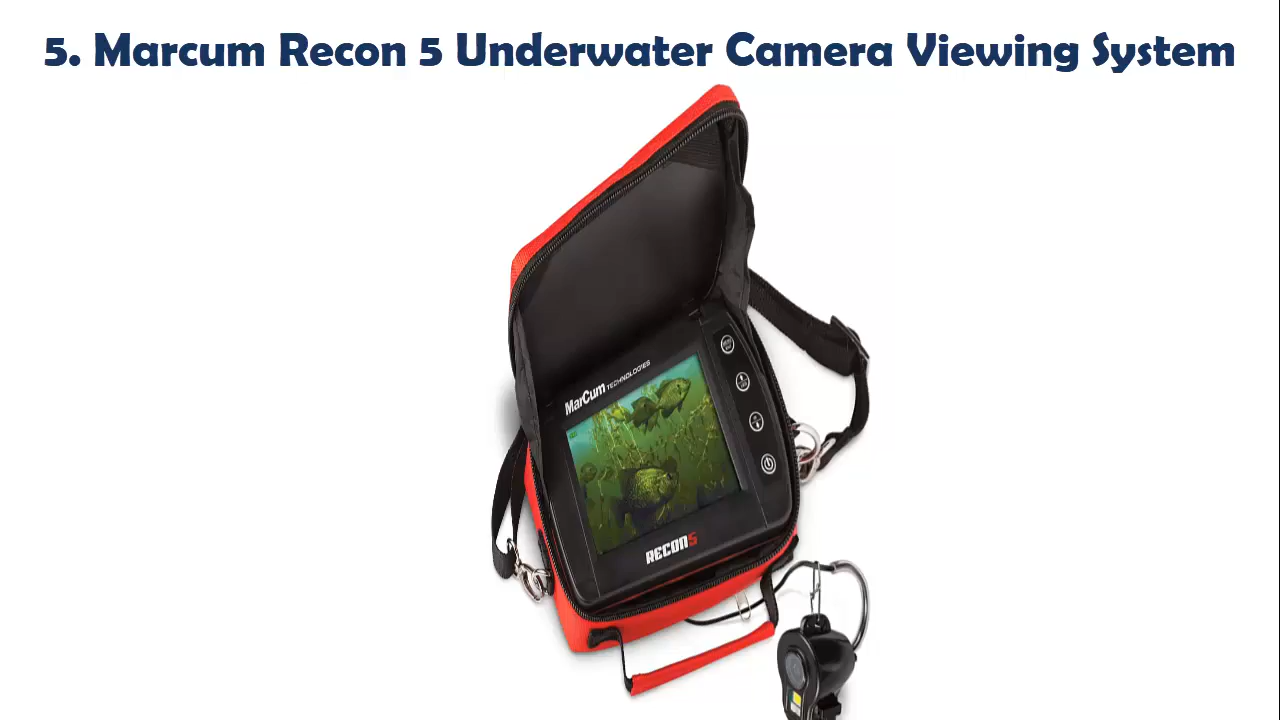 5. Marcum Recon 5 Underwater Camera Viewing System
MarCum TECHNOLOGIES
RECON5